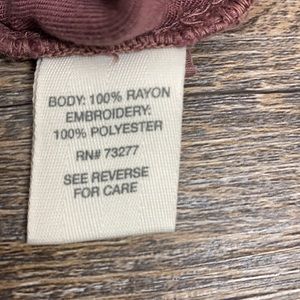 BODY: 100% RAYON
EMBROIDERY:
100% POLYESTER
RN# 73277
SEE REVERSE
FOR CARE